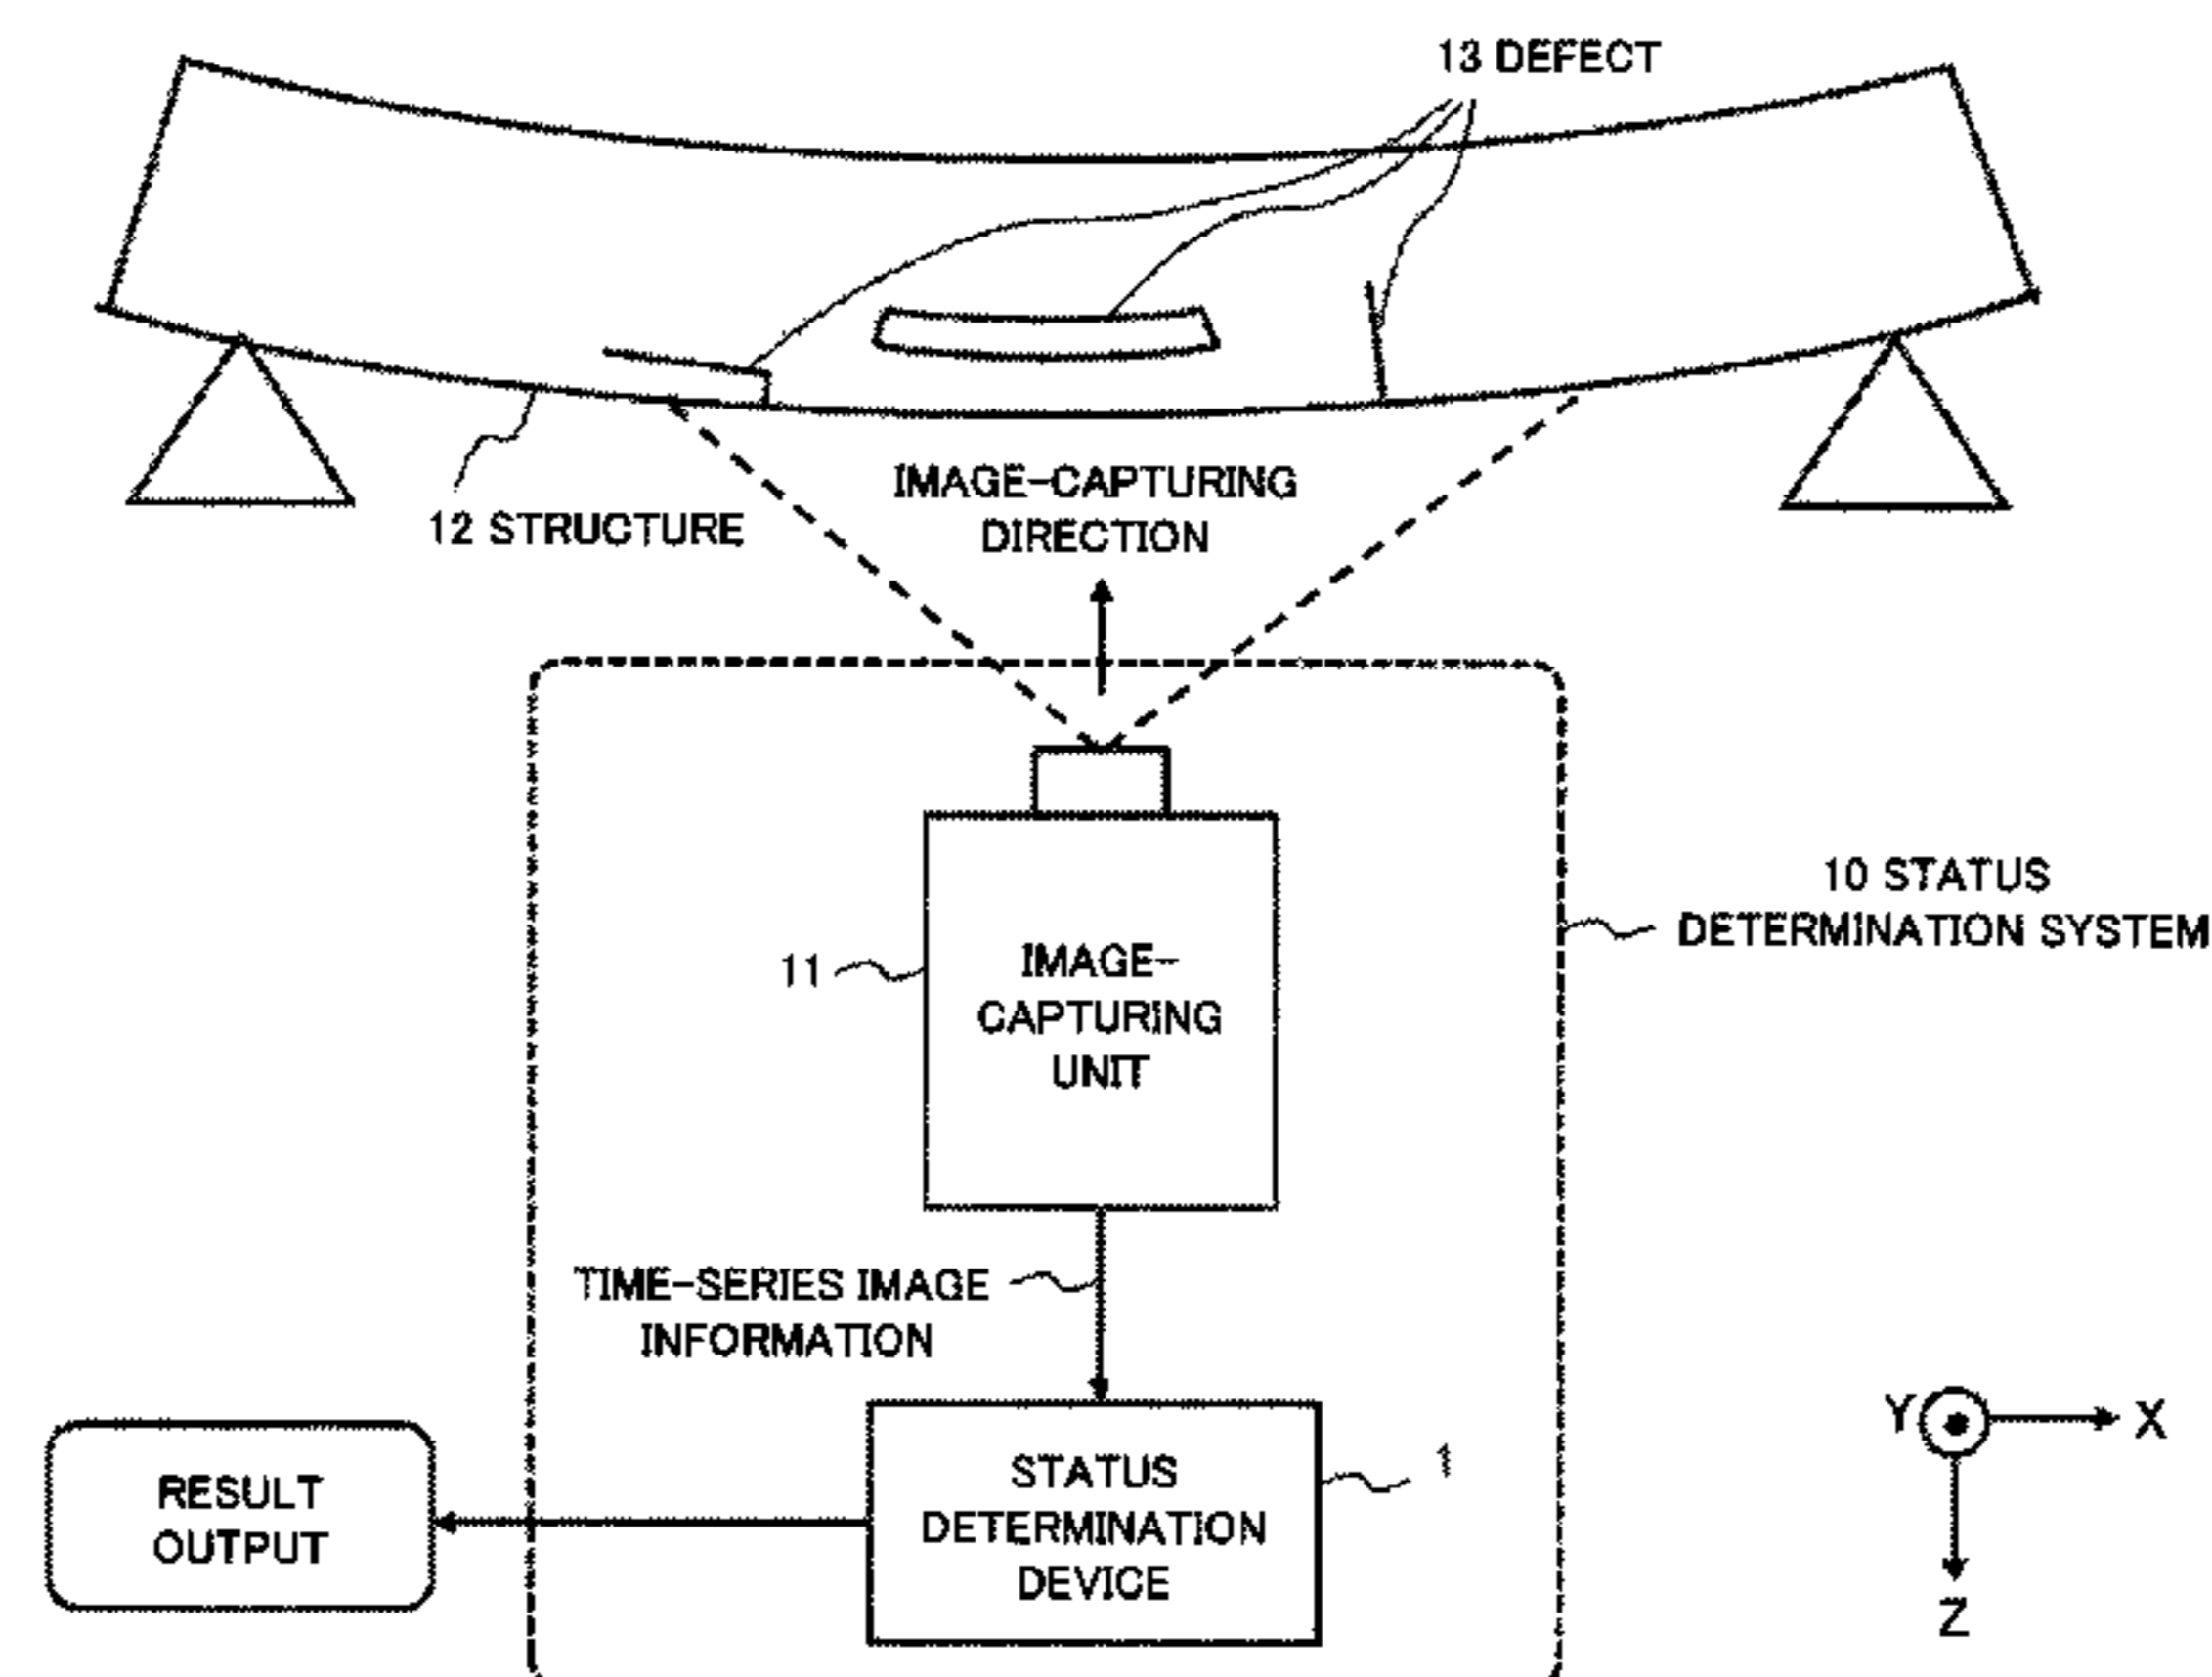 13 DEFECT
12 STRUCTURE
IMAGE-CAPTURING
DIRECTION
10 STATUS
DETERMINATION SYSTEM
11
IMAGE-
CAPTURING
UNIT
TIME-SERIES IMAGE
INFORMATION
1
STATUS
DETERMINATION
DEVICE
RESULT
OUTPUT
Y
X
Z